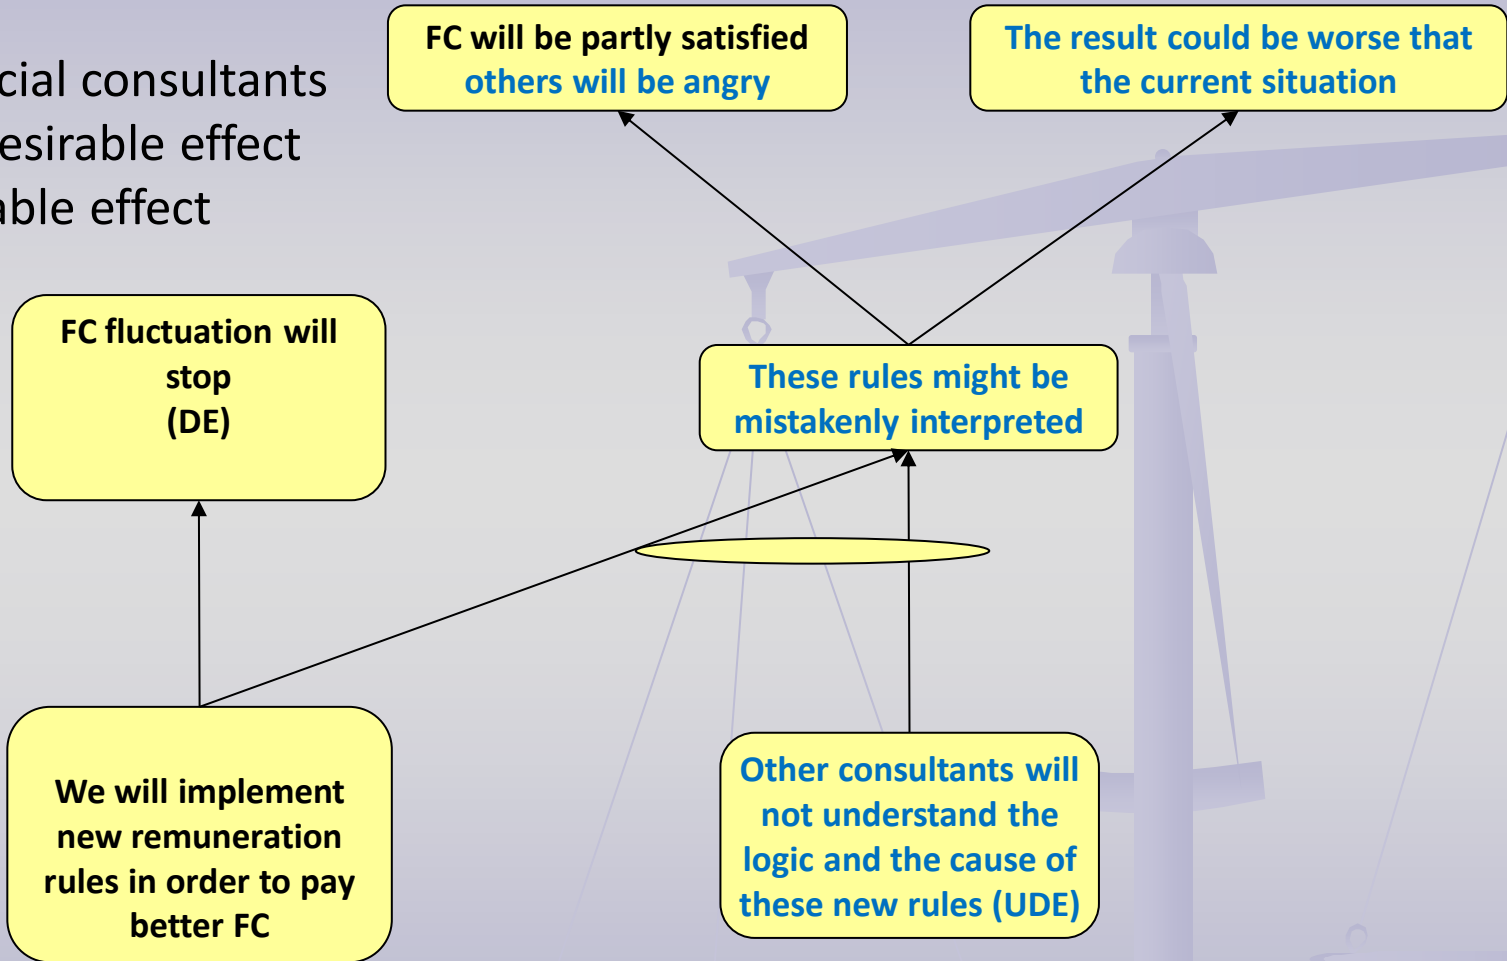 cial consultants
esirable effect
able effect
FC will be partly satisfied
others will be angry
The result could be worse that
the current situation
FC fluctuation will
stop
(DE)
These rules might be
mistakenly interpreted
We will implement
new remuneration
rules in order to pay
better FC
Other consultants will
not understand the
logic and the cause of
these new rules (UDE)